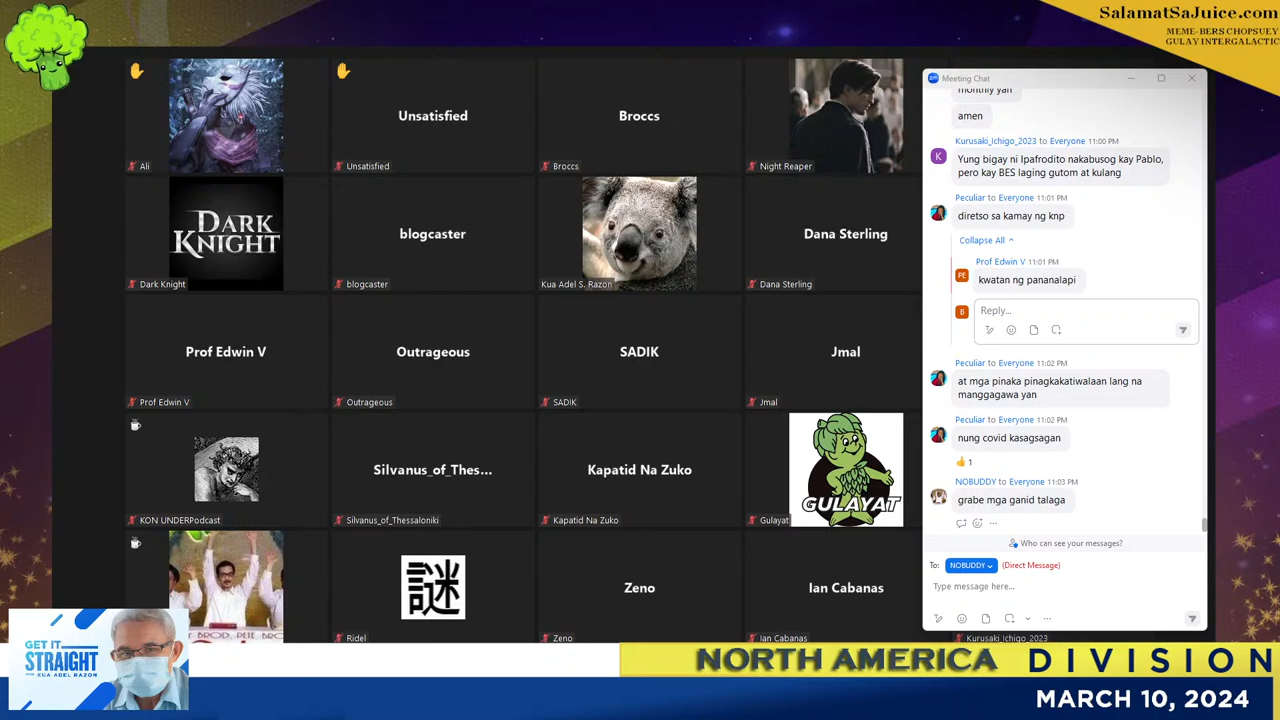 SalamatSaJuice.com
MEME-BERS CHOPSUEY
GULAY INTERGALACTIC
Ali
Unsatisfied
Unsatisfied
Broccs
Broccs
Night Reaper
DARK
KNIGHT
Dark Knight
blogcaster
blogcaster
Kua Adel S. Razon
Dana Sterling
Dana Sterling
Prof Edwin V
Prof Edwin V
Outrageous
Outrageous
SADIK
SADIK
Jmal
Jmal
KON UNDERPodcast
Silvanus_of_Thes...
Silvanus_of_Thessaloniki
Kapatid Na Zuko
Kapatid Na Zuko
GULAYAT
Gulayat
謎
Ridel
Zeno
Zeno
Ian Cabanas
Ian Cabanas
Kurusaki_Ichigo_2023
Meeting Chat
monthly yan
amen
Kurusaki_Ichigo_2023 to Everyone 11:00 PM
K
Yung bigay ni Ipafrodito nakabusog kay Pablo,
pero kay BES laging gutom at kulang
Peculiar to Everyone 11:01 PM
diretso sa kamay ng knp
Collapse All
Prof Edwin V 11:01 PM
PE
kwatan ng pananalapi
B
Reply...
Peculiar to Everyone 11:02 PM
at mga pinaka pinagkakatiwalaan lang na
manggagawa yan
Peculiar to Everyone 11:02 PM
nung covid kasagsagan
1
NOBUDDY to Everyone 11:03 PM
grabe mga ganid talaga
Who can see your messages?
To: NOBUDDY (Direct Message)
Type message here...
GET IT
STRAIGHT
WITH KUA ADEL RAZON
NORTH AMERICA DIVISION
MARCH 10, 2024